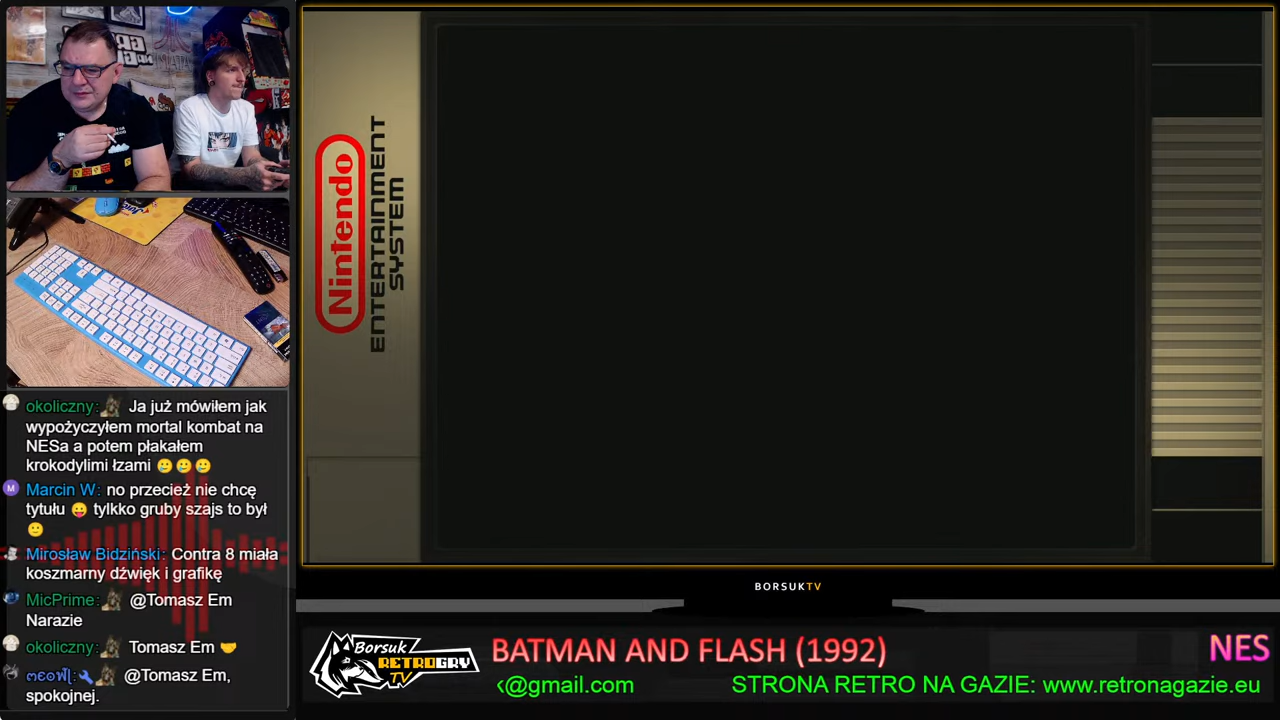 okoliczny: Ja już mówiłem jak
wypożyczyłem mortal kombat na
NESa a potem płakałem
krokodylimi łzami 🥲🥲🥲
M Marcin W: no przecież nie chcę
tytułu 😛 tylkko gruby szajs to był
🙂
Mirosław Bidziński: Contra 8 miała
koszmarny dźwięk i grafikę
MicPrime: @Tomasz Em
Narazie
okoliczny: Tomasz Em 🤝
@Tomasz Em,
spokojnej.
Nintendo
ENTERTAINMENT
SYSTEM
BORSUKTV
Borsuk
RETROGRY
TV
BATMAN AND FLASH (1992)
NES
@gmail.com
STRONA RETRO NA GAZIE: www.retronagazie.eu